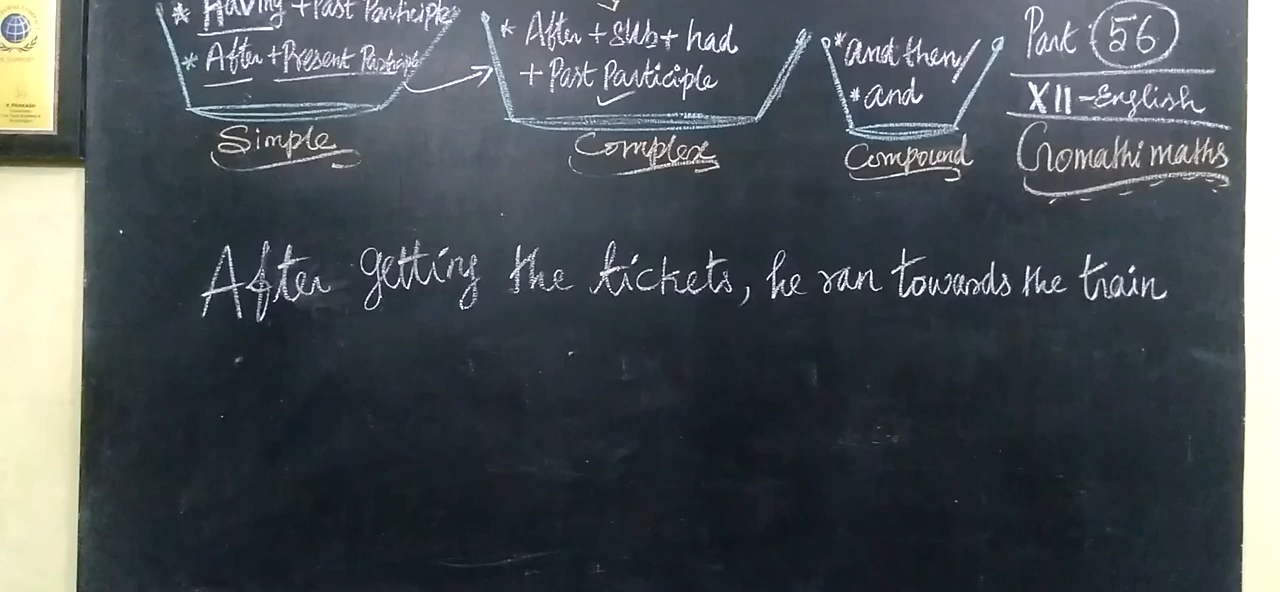 * Having + Past Participle
* After + Present Participle
Simple
* After + sub + had
+ Past Participle
Complex
* and then/
* and
Compound
Part 56
XII - English
Gomathi maths
After getting the tickets, he ran towards the train